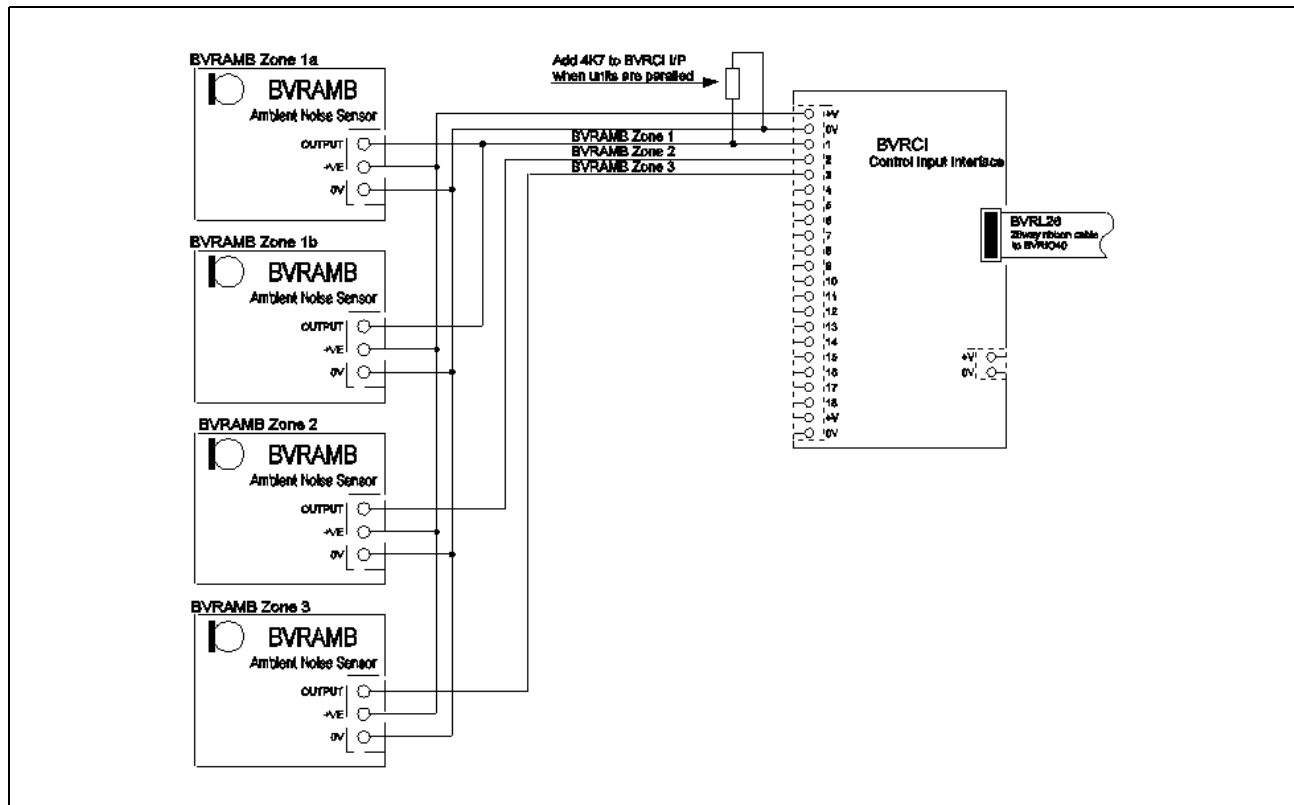 BVRAMB Zone 1a
BVRAMB
Ambient Noise Sensor
OUTPUT
+VE
0V
BVRAMB Zone 1b
BVRAMB
Ambient Noise Sensor
OUTPUT
+VE
0V
BVRAMB Zone 2
BVRAMB
Ambient Noise Sensor
OUTPUT
+VE
0V
BVRAMB Zone 3
BVRAMB
Ambient Noise Sensor
OUTPUT
+VE
0V
Add 4K7 to BVRCI I/P
when units are paralled
BVRAMB Zone 1
BVRAMB Zone 2
BVRAMB Zone 3
+V
0V
1
2
3
4
5
6
7
8
9
10
11
12
13
14
15
16
17
18
+V
0V
BVRCI
Control Input Interface
BVRL26
26way ribbon cable
to BVRIO40
+V
0V